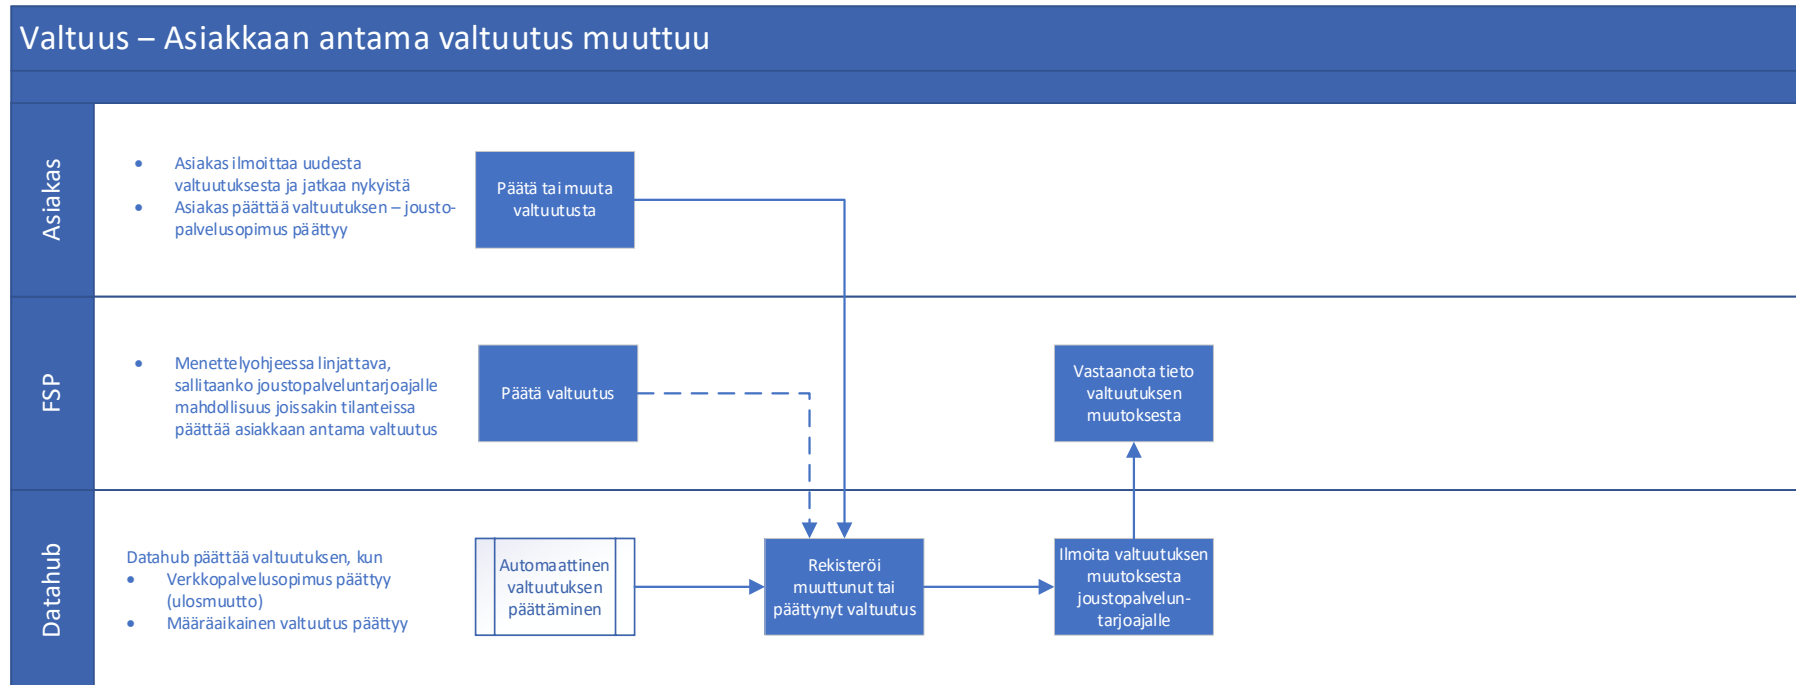 Valtuus – Asiakkaan antama valtuutus muuttuu
Asiakas
• Asiakas ilmoittaa uudesta
valtuutuksesta ja jatkaa nykyistä
• Asiakas päättää valtuutuksen – jousto-
palvelusopimus päättyy
Päätä tai muuta
valtuutusta
FSP
• Menettelyohjeessa linjattava,
sallitaanko joustopalveluntarjoajalle
mahdollisuus joissakin tilanteissa
päättää asiakkaan antama valtuutus
Päätä valtuutus
Vastaanota tieto
valtuutuksen
muutoksesta
Datahub
Datahub päättää valtuutuksen, kun
• Verkkopalvelusopimus päättyy
(ulosmuutto)
• Määräaikainen valtuutus päättyy
Automaattinen
valtuutuksen
päättäminen
Rekisteröi
muuttunut tai
päättynyt valtuutus
Ilmoita valtuutuksen
muutoksesta
joustopalvelun-
tarjoajalle